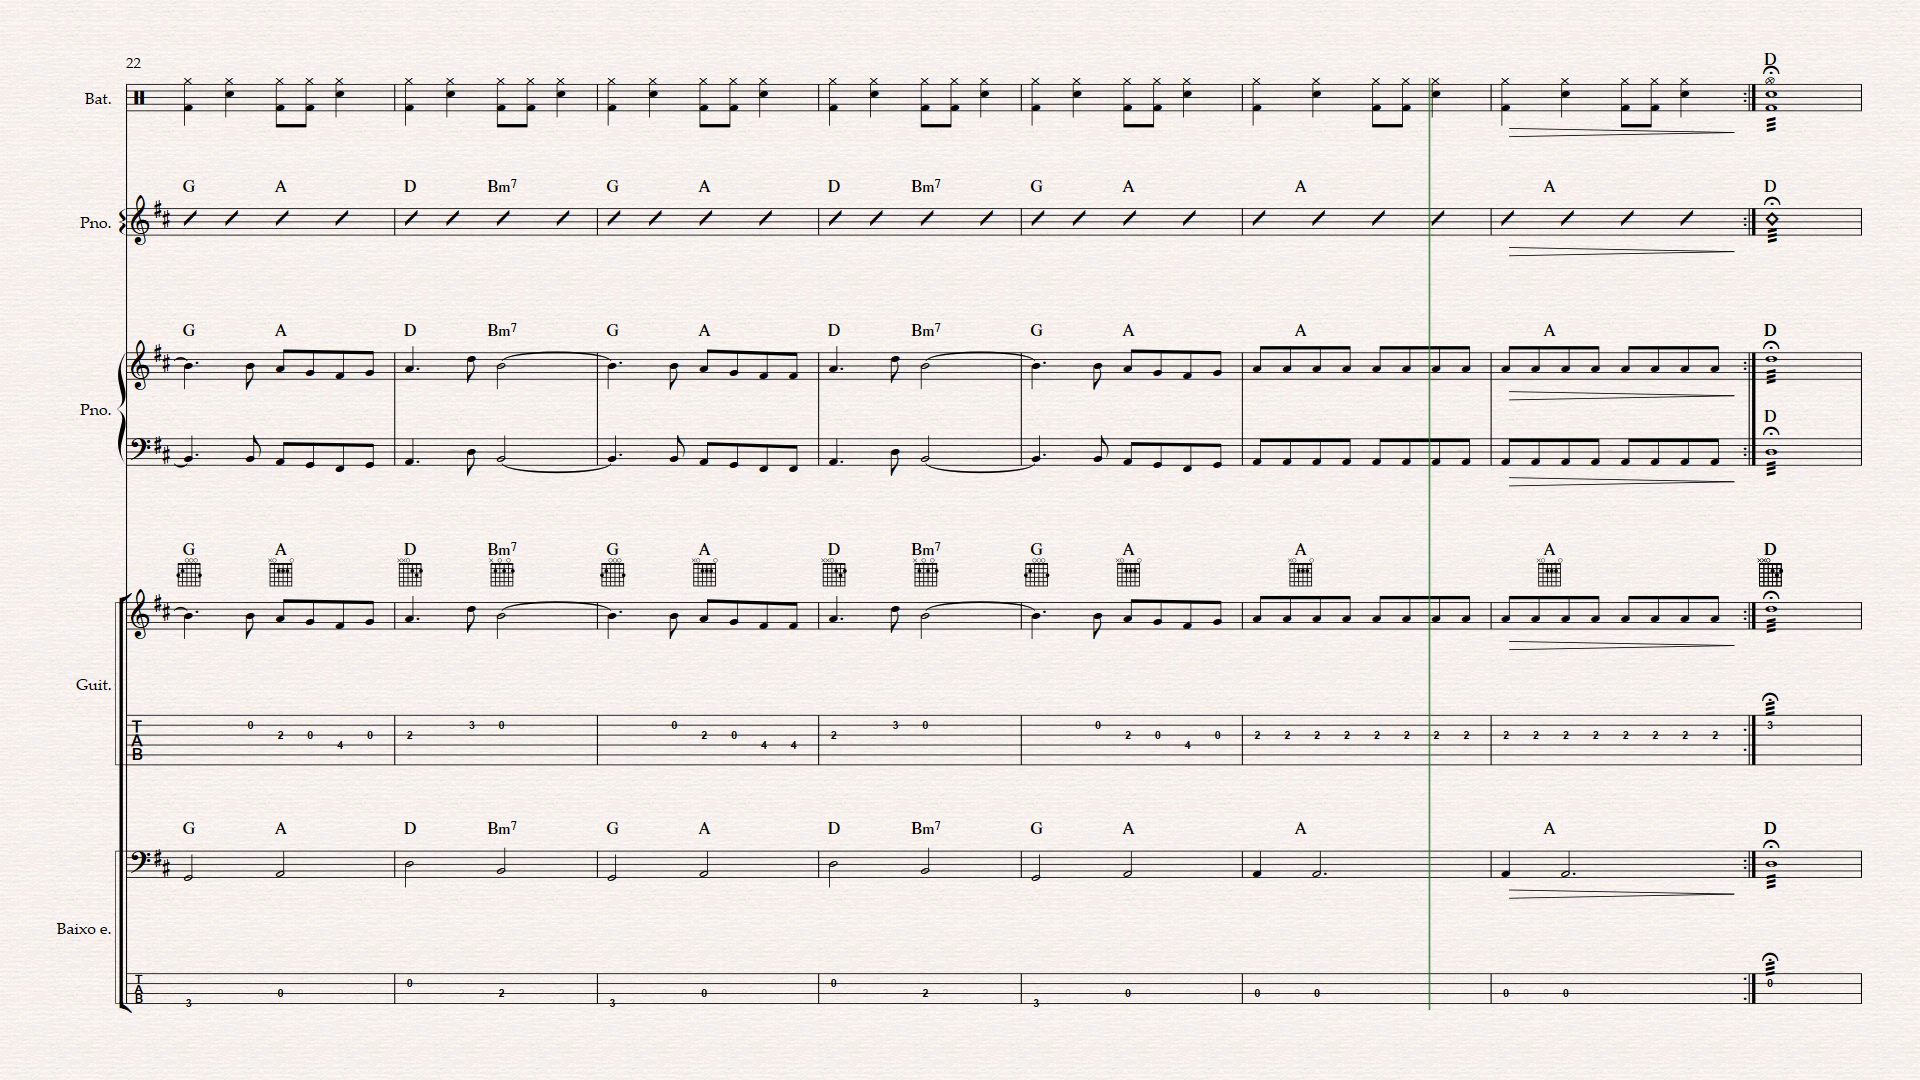 22
D
Bat.
G A D Bm7 G A D Bm7 G A A A D
Pno.
G A D Bm7 G A D Bm7 G A A A D
Pno.
D
G A D Bm7 G A D Bm7 G A A A D
Guit.
T
A
B
0 3 0 0 3 0 0 3
2 0 0 2 2 0 2 2 0 0 2 2 2 2 2 2 2 2 2 2 2 2 2 2 2 2
4 4 4 4
G A D Bm7 G A D Bm7 G A A A D
Baixo e.
T
A
B
0 0 0
0 2 0 2 0 0 0 0 0
3 3 3